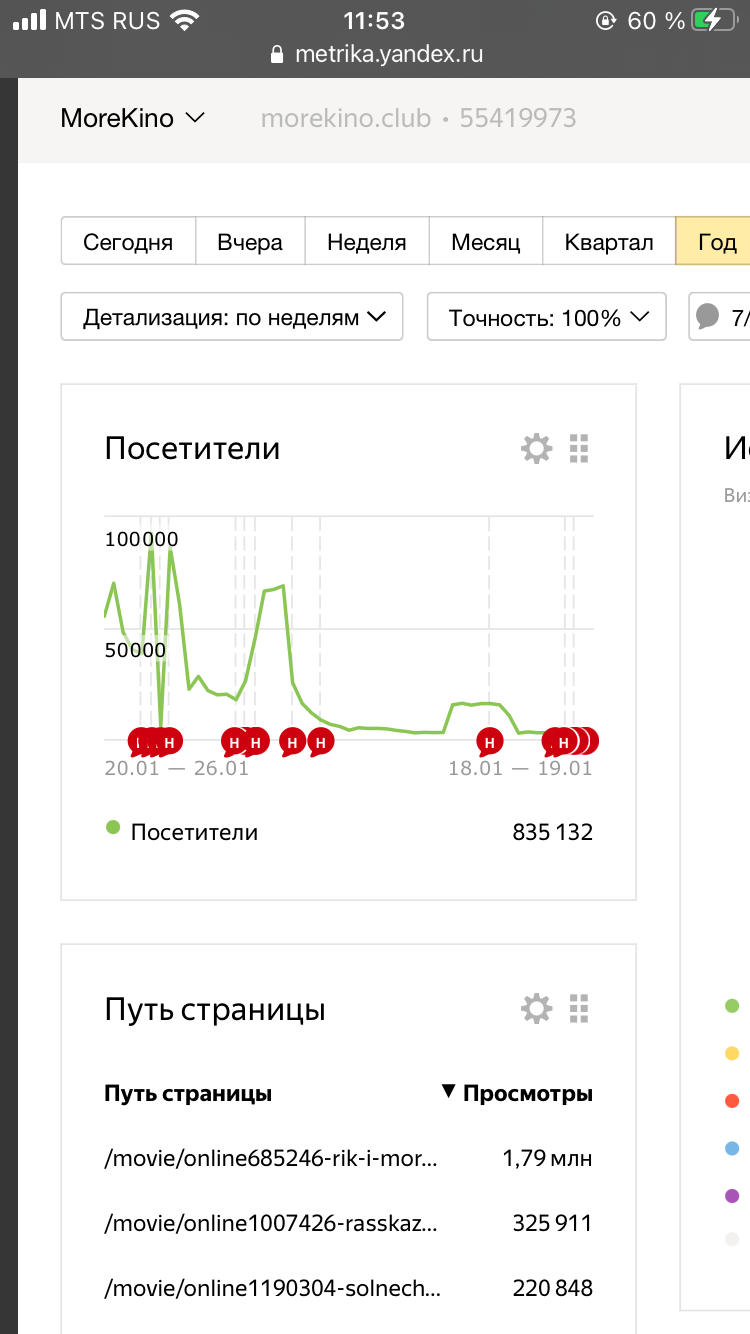 MTS RUS 11:53 60 %
metrika.yandex.ru
MoreKino morekino.club • 55419973
Сегодня Вчера Неделя Месяц Квартал Год
Детализация: по неделям Точность: 100% 7/
Посетители
100000
50000
Н Н Н Н Н Н Н
20.01 — 26.01 18.01 — 19.01
Посетители 835 132
Путь страницы
Путь страницы ▼ Просмотры
/movie/online685246-rik-i-mor... 1,79 млн
/movie/online1007426-rasskaz... 325 911
/movie/online1190304-solnech... 220 848